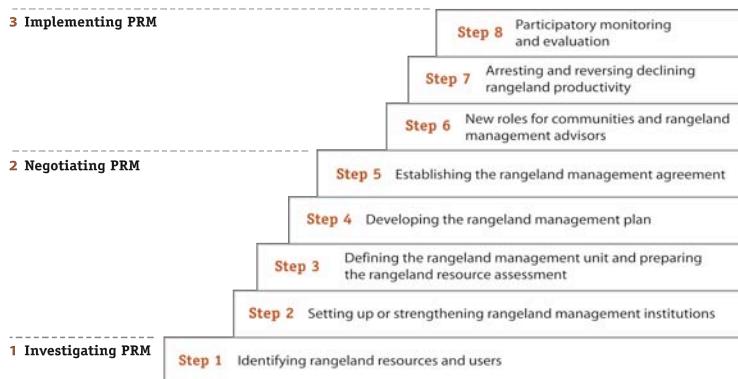 3 Implementing PRM
Step 8 Participatory monitoring
and evaluation
Step 7 Arresting and reversing declining
rangeland productivity
Step 6 New roles for communities and rangeland
management advisors
2 Negotiating PRM
Step 5 Establishing the rangeland management agreement
Step 4 Developing the rangeland management plan
Step 3 Defining the rangeland management unit and preparing
the rangeland resource assessment
Step 2 Setting up or strengthening rangeland management institutions
1 Investigating PRM
Step 1 Identifying rangeland resources and users